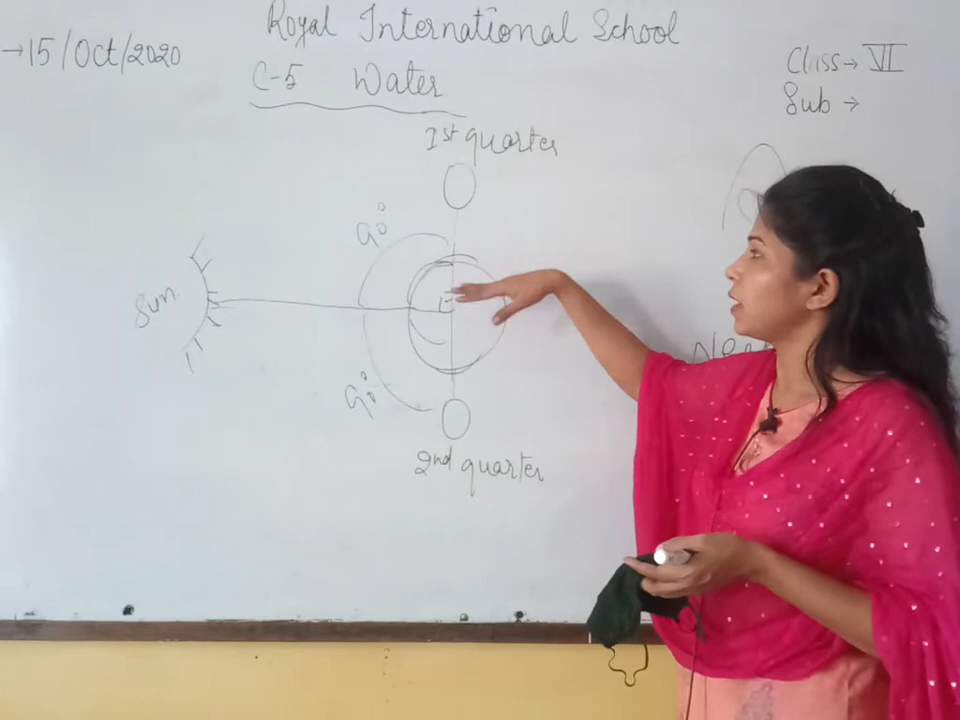 Royal International School
→15/Oct/2020
C-5 Water
Class→ VI
Sub →
1st quarter
90°
Sun
E
90°
2nd quarter